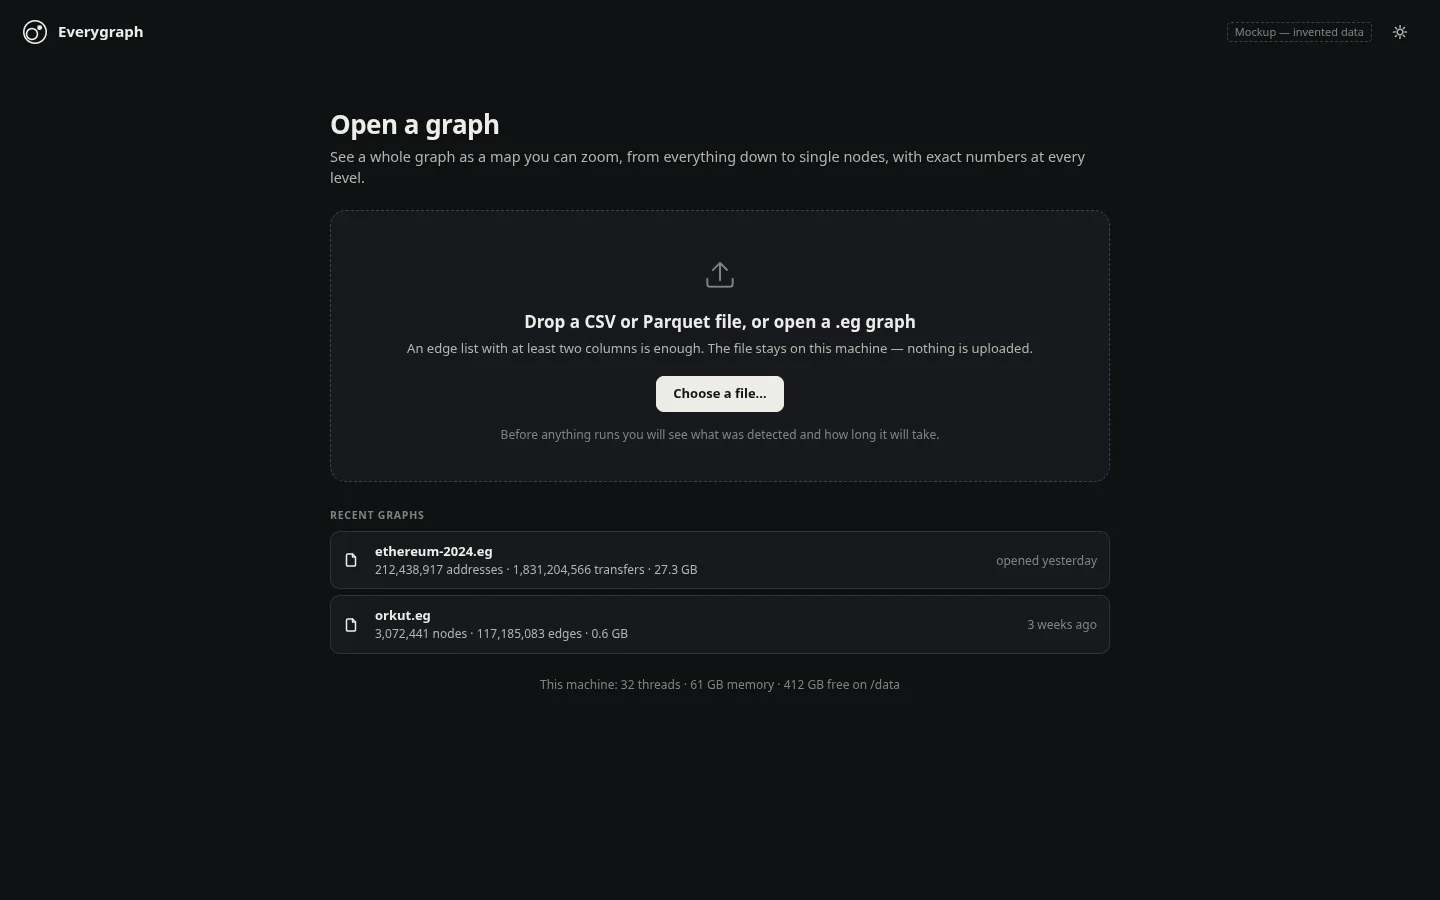 Everygraph
Mockup — invented data
Open a graph
See a whole graph as a map you can zoom, from everything down to single nodes, with exact numbers at every
level.
Drop a CSV or Parquet file, or open a .eg graph
An edge list with at least two columns is enough. The file stays on this machine — nothing is uploaded.
Choose a file...
Before anything runs you will see what was detected and how long it will take.
RECENT GRAPHS
ethereum-2024.eg
212,438,917 addresses · 1,831,204,566 transfers · 27.3 GB
opened yesterday
orkut.eg
3,072,441 nodes · 117,185,083 edges · 0.6 GB
3 weeks ago
This machine: 32 threads · 61 GB memory · 412 GB free on /data